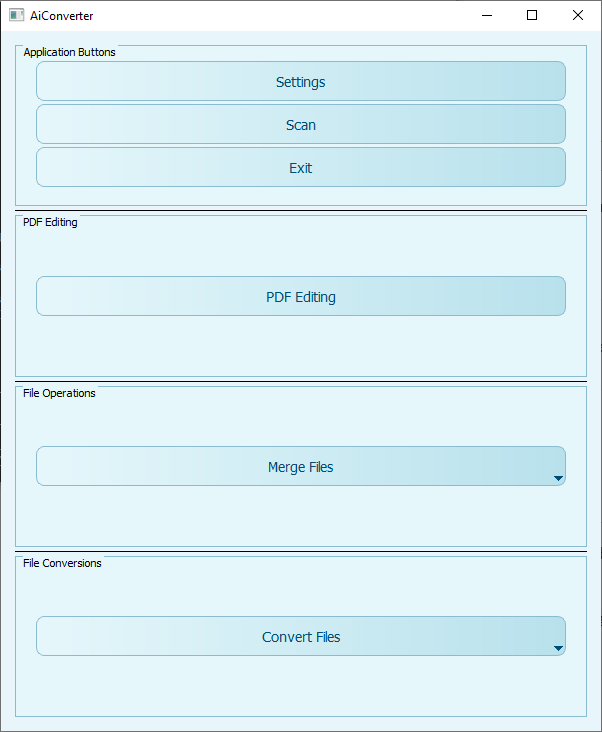 AiConverter
Application Buttons
Settings
Scan
Exit
PDF Editing
PDF Editing
File Operations
Merge Files
File Conversions
Convert Files